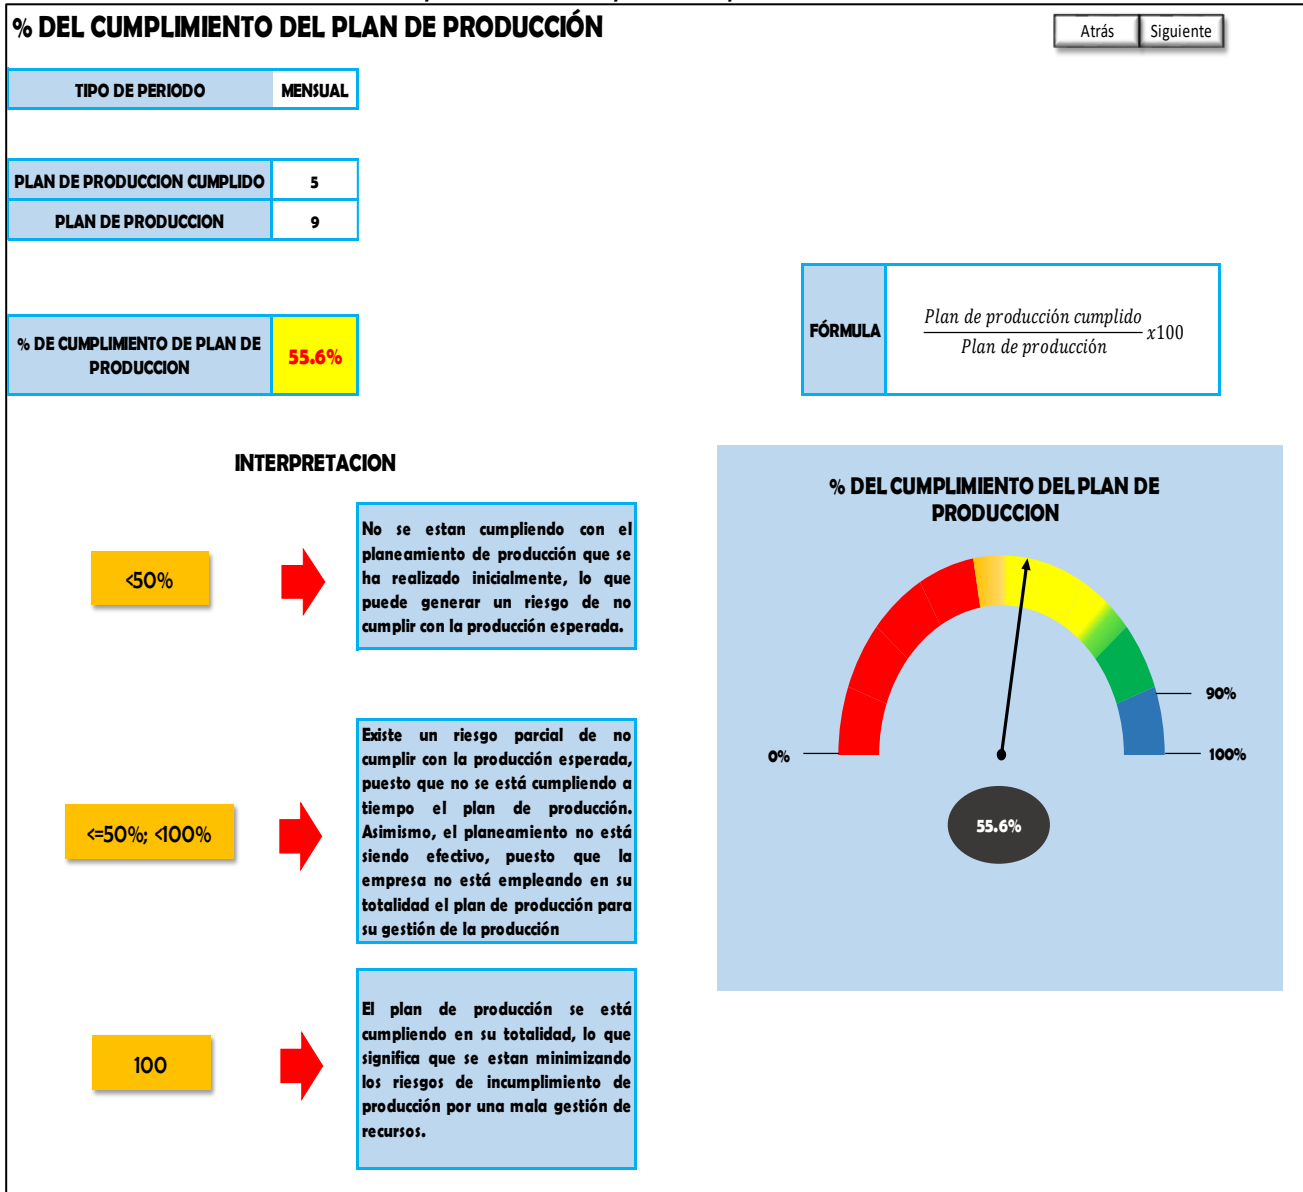 % DEL CUMPLIMIENTO DEL PLAN DE PRODUCCIÓN
Atrás
Siguiente
TIPO DE PERIODO
MENSUAL
PLAN DE PRODUCCION CUMPLIDO
5
PLAN DE PRODUCCION
9
% DE CUMPLIMIENTO DE PLAN DE
PRODUCCION
55.6%
FÓRMULA
Plan de producción cumplido
Plan de producción
x100
INTERPRETACION
<50%
No se estan cumpliendo con el
planeamiento de producción que se
ha realizado inicialmente, lo que
puede generar un riesgo de no
cumplir con la producción esperada.
<=50%; <100%
Existe un riesgo parcial de no
cumplir con la producción esperada,
puesto que no se está cumpliendo a
tiempo el plan de producción.
Asimismo, el planeamiento no está
siendo efectivo, puesto que la
empresa no está empleando en su
totalidad el plan de producción para
su gestión de la producción
100
El plan de producción se está
cumpliendo en su totalidad, lo que
significa que se estan minimizando
los riesgos de incumplimiento de
producción por una mala gestión de
recursos.
% DEL CUMPLIMIENTO DEL PLAN DE
PRODUCCION
90%
0%
100%
55.6%